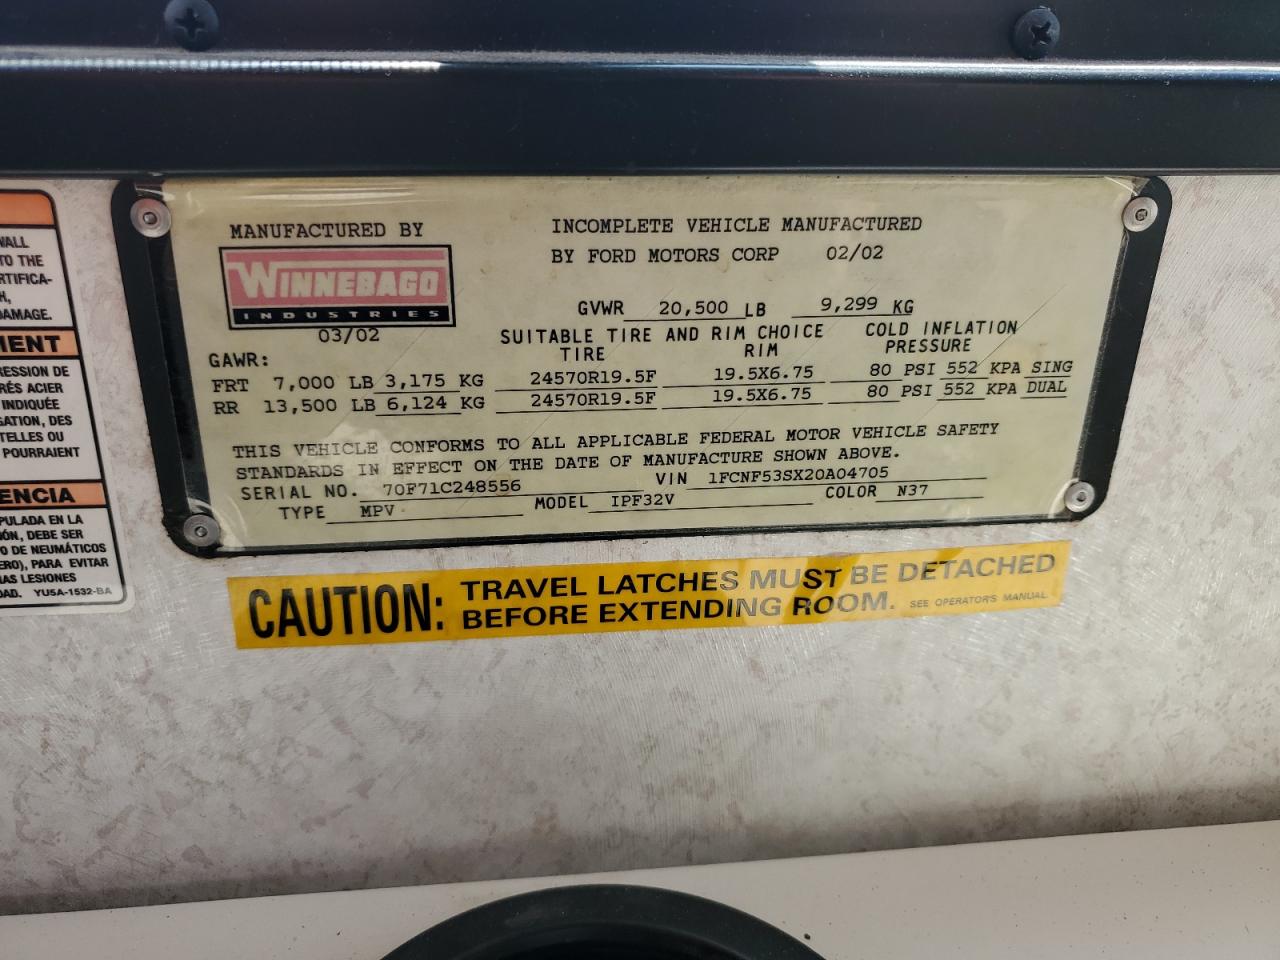 WALL
TO THE
RTIFICA-
H,
DAMAGE.
MENT
RESSION DE
RÉS ACIER
INDIQUÉE
GATION, DES
TELLES OU
POURRAIENT
ENCIA
PULADA EN LA
IÓN, DEBE SER
O DE NEUMÁTICOS
ERO), PARA EVITAR
AS LESIONES
DAD. YU5A-1532-BA
MANUFACTURED BY
WINNEBAGO
INDUSTRIES
03/02
INCOMPLETE VEHICLE MANUFACTURED
BY FORD MOTORS CORP 02/02
GVWR 20,500 LB 9,299 KG
SUITABLE TIRE AND RIM CHOICE COLD INFLATION
TIRE RIM PRESSURE
GAWR:
FRT 7,000 LB 3,175 KG 24570R19.5F 19.5X6.75 80 PSI 552 KPA SING
RR 13,500 LB 6,124 KG 24570R19.5F 19.5X6.75 80 PSI 552 KPA DUAL
THIS VEHICLE CONFORMS TO ALL APPLICABLE FEDERAL MOTOR VEHICLE SAFETY
STANDARDS IN EFFECT ON THE DATE OF MANUFACTURE SHOWN ABOVE.
SERIAL NO. 70F71C248556 VIN 1FCNF53SX20A04705
TYPE MPV MODEL IPF32V COLOR N37
CAUTION: TRAVEL LATCHES MUST BE DETACHED
BEFORE EXTENDING ROOM. SEE OPERATOR'S MANUAL